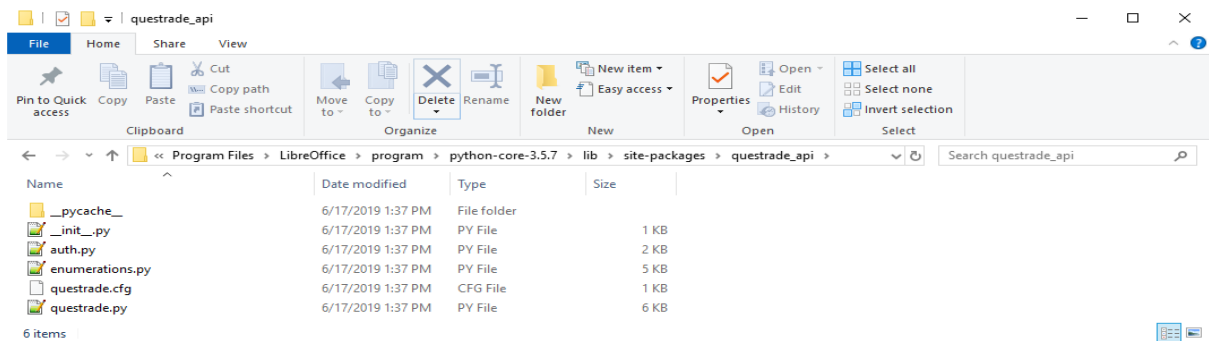 questrade_api
File Home Share View
Pin to Quick access
Copy
Paste
Cut
Copy path
Paste shortcut
Clipboard
Move to
Copy to
Delete
Rename
Organize
New folder
New item
Easy access
New
Properties
Open
Edit
History
Open
Select all
Select none
Invert selection
Select
« Program Files > LibreOffice > program > python-core-3.5.7 > lib > site-packages > questrade_api >
Search questrade_api
Name Date modified Type Size
__pycache__ 6/17/2019 1:37 PM File folder
__init__.py 6/17/2019 1:37 PM PY File 1 KB
auth.py 6/17/2019 1:37 PM PY File 2 KB
enumerations.py 6/17/2019 1:37 PM PY File 5 KB
questrade.cfg 6/17/2019 1:37 PM CFG File 1 KB
questrade.py 6/17/2019 1:37 PM PY File 6 KB
6 items